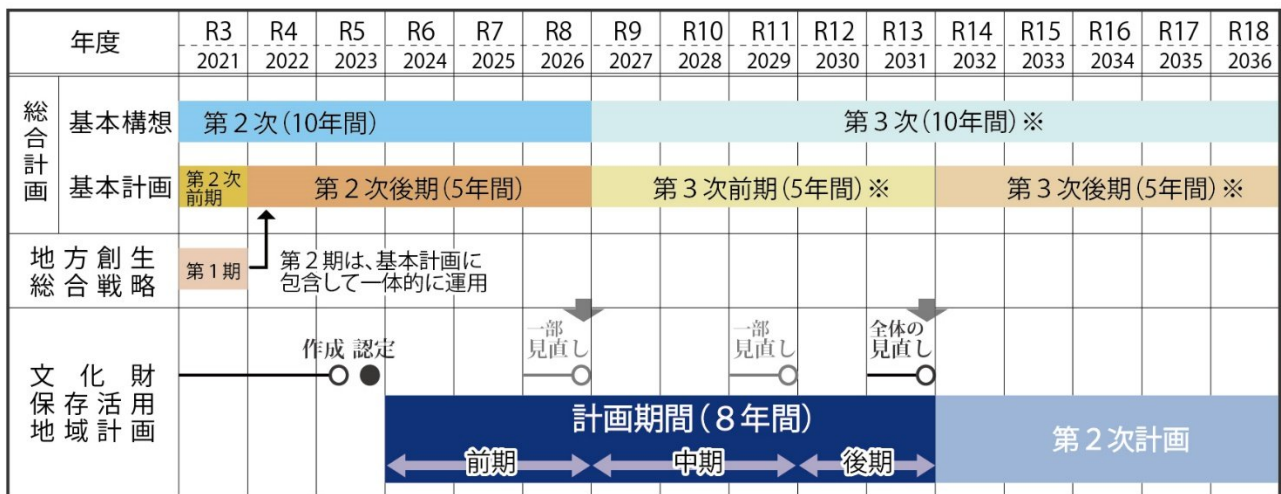 年度 R3 R4 R5 R6 R7 R8 R9 R10 R11 R12 R13 R14 R15 R16 R17 R18
2021 2022 2023 2024 2025 2026 2027 2028 2029 2030 2031 2032 2033 2034 2035 2036
総合計画
基本構想 第2次(10年間) 第3次(10年間)※
基本計画 第2次
前期
第2次後期(5年間) 第3次前期(5年間)※ 第3次後期(5年間)※
地方創生
総合戦略
第1期
第2期は、基本計画に
包含して一体的に運用
文化財
保存活用
地域計画
作成 認定
一部
見直し
一部
見直し
全体の
見直し
計画期間(8年間)
前期 中期 後期
第2次計画